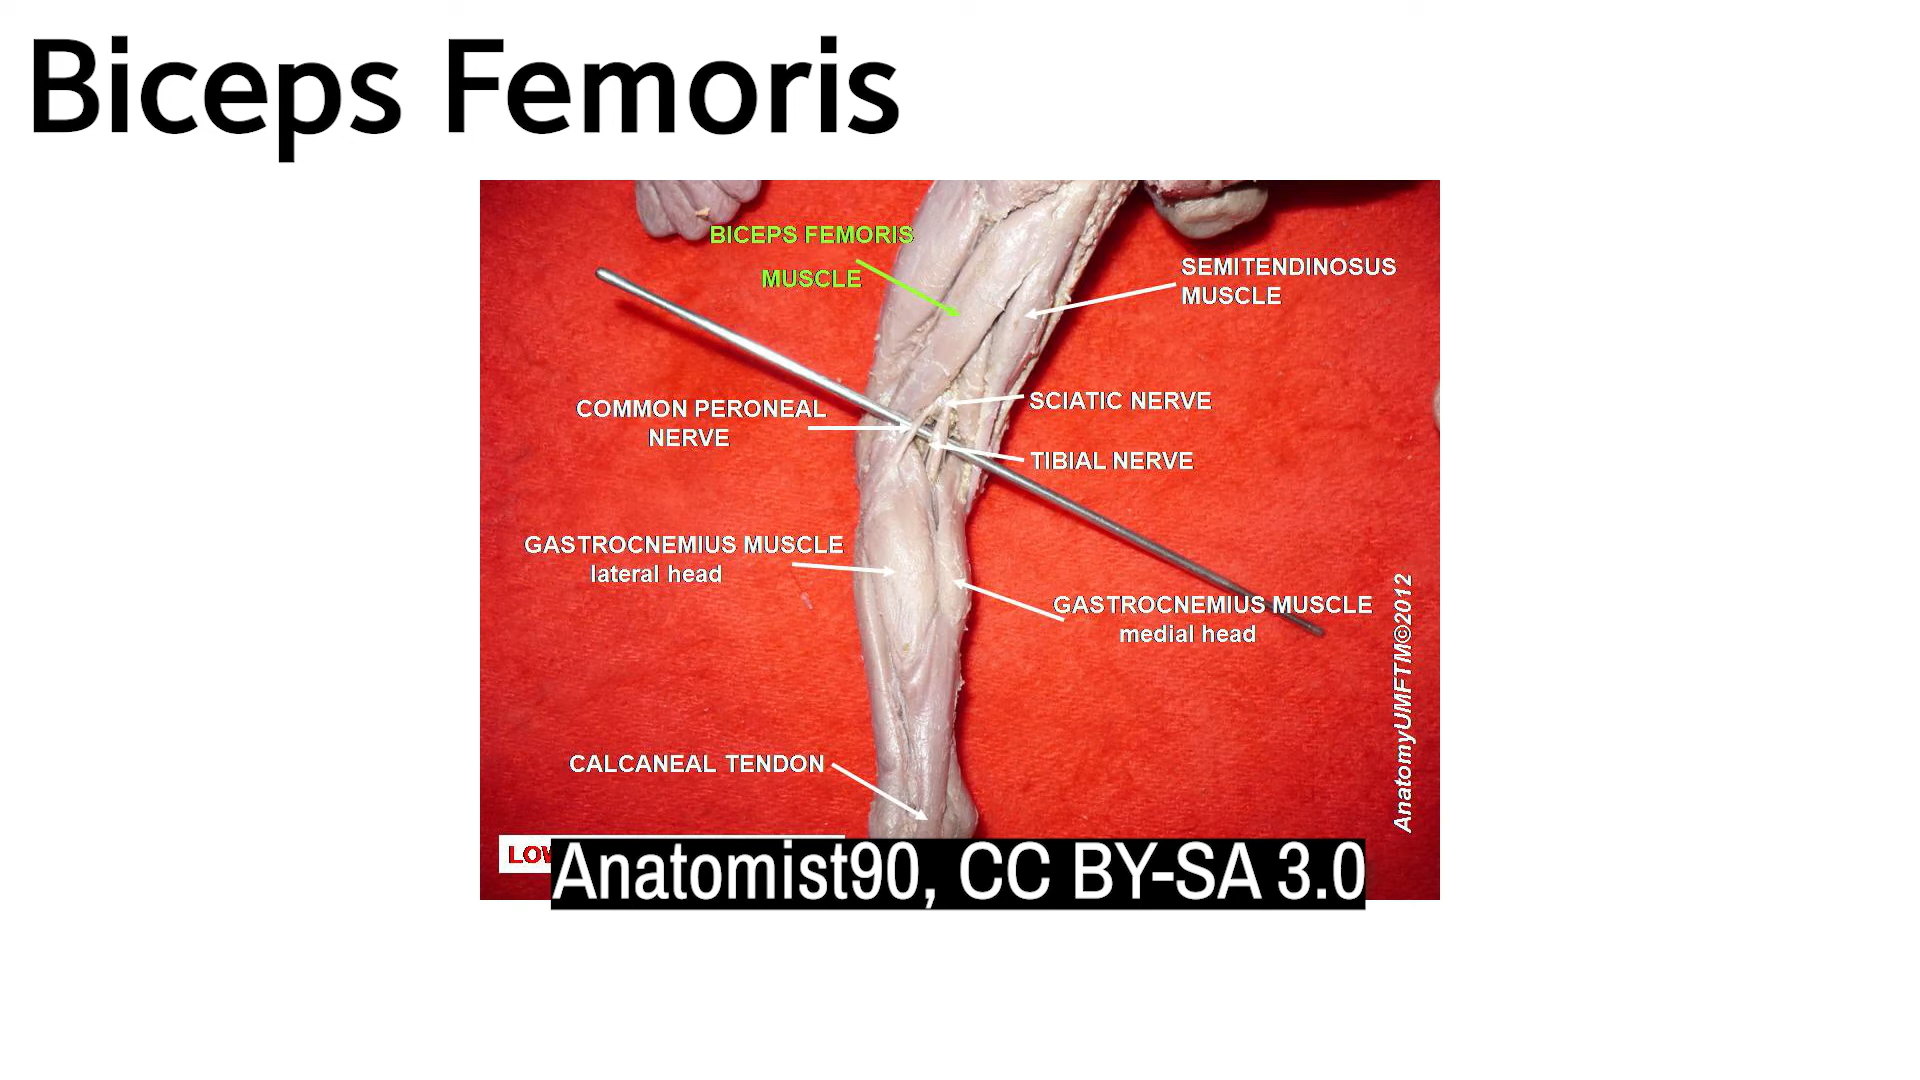 Biceps Femoris
BICEPS FEMORIS
MUSCLE
SEMITENDINOSUS
MUSCLE
COMMON PERONEAL
NERVE
SCIATIC NERVE
TIBIAL NERVE
GASTROCNEMIUS MUSCLE
lateral head
GASTROCNEMIUS MUSCLE
medial head
CALCANEAL TENDON
AnatomyUMFTM©2012
Anatomist90, CC BY-SA 3.0